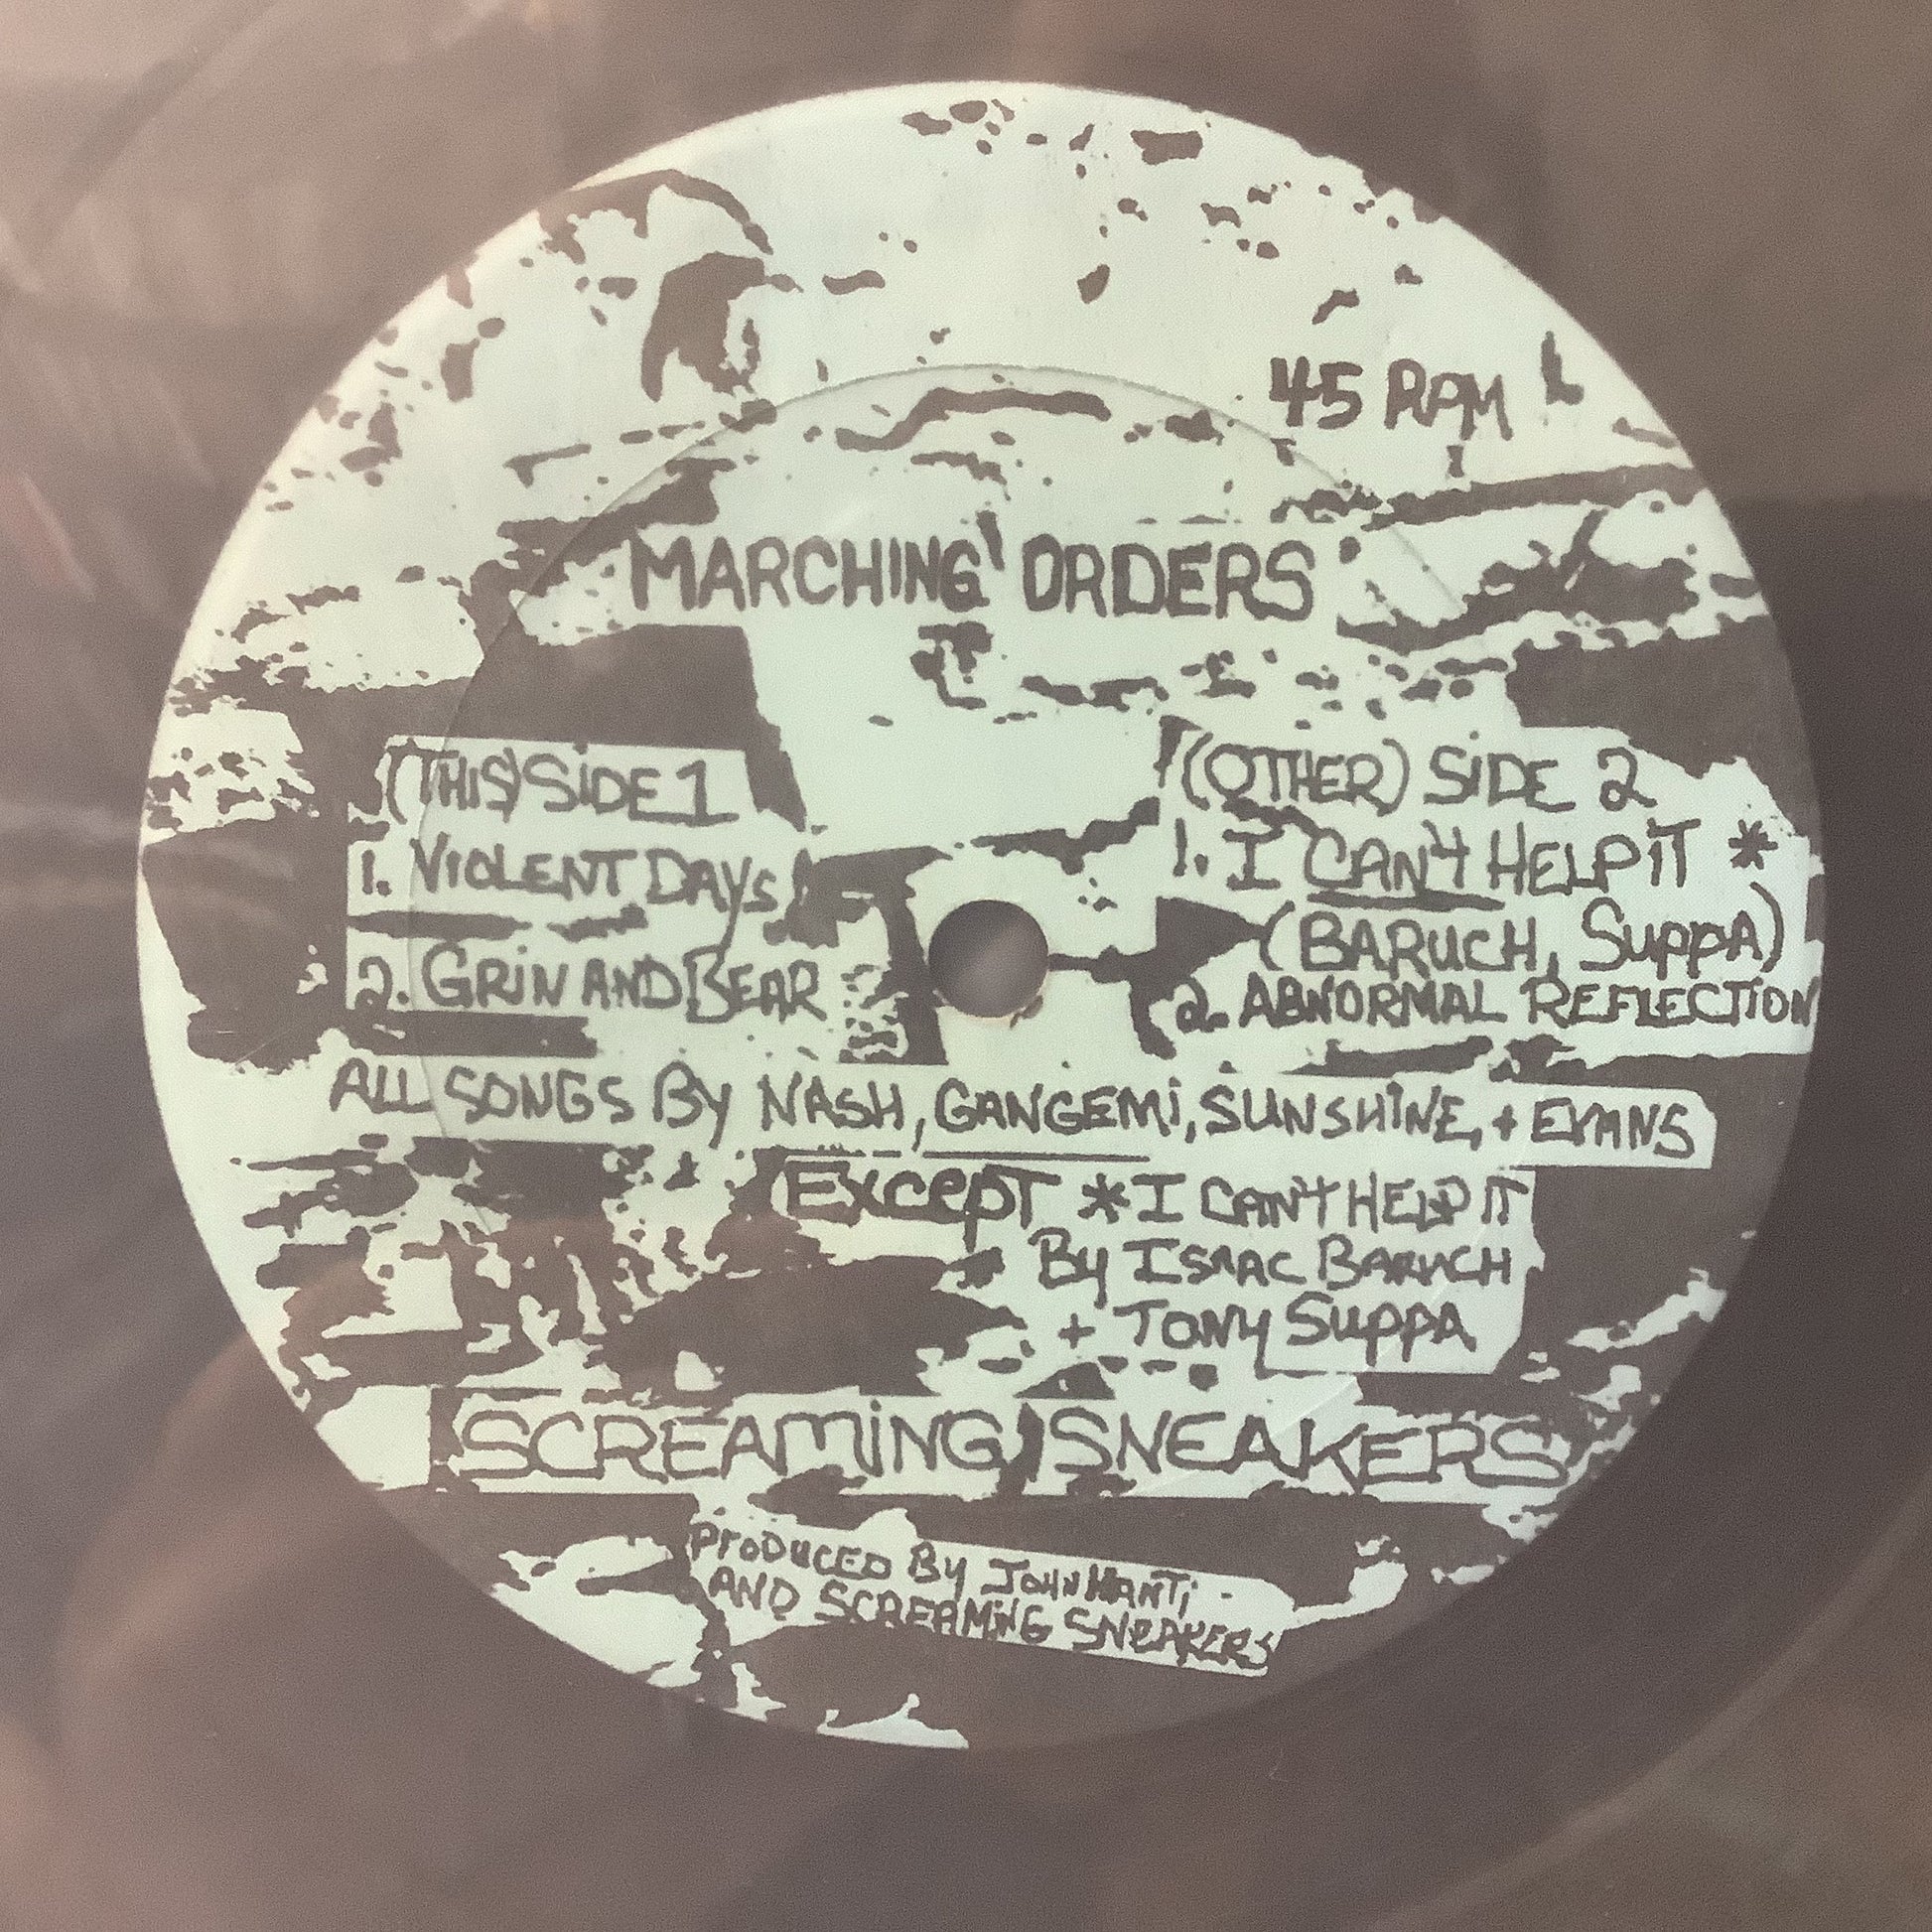 45 RPM
MARCHING ORDERS
(THIS) SIDE 1
1. VIOLENT DAYS
2. GRIN AND BEAR
(OTHER) SIDE 2
1. I CAN'T HELP IT *
(BARUCH, SUPPA)
2. ABNORMAL REFLECTION
ALL SONGS BY NASH, GANGEMI, SUNSHINE, + EVANS
EXCEPT * I CAN'T HELP IT
BY ISAAC BARUCH
+ TONY SUPPA
SCREAMING SNEAKERS
PRODUCED BY JOHN HANTI
AND SCREAMING SNEAKERS